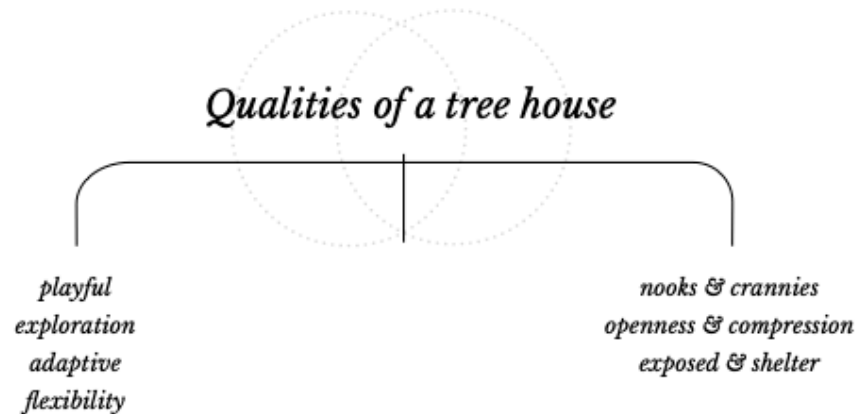 Qualities of a tree house
playful
exploration
adaptive
flexibility
nooks & crannies
openness & compression
exposed & shelter